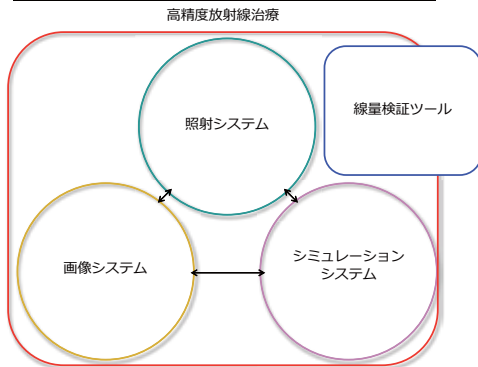 高精度放射線治療
照射システム
線量検証ツール
画像システム
シミュレーション
システム